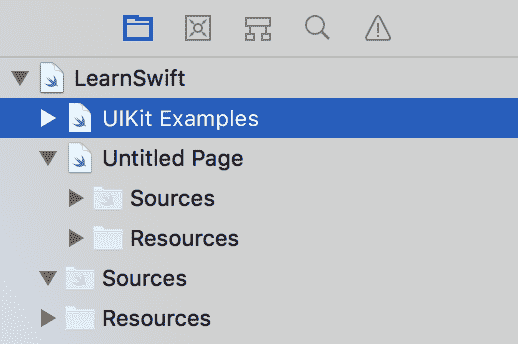 LearnSwift
UIKit Examples
Untitled Page
Sources
Resources
Sources
Resources